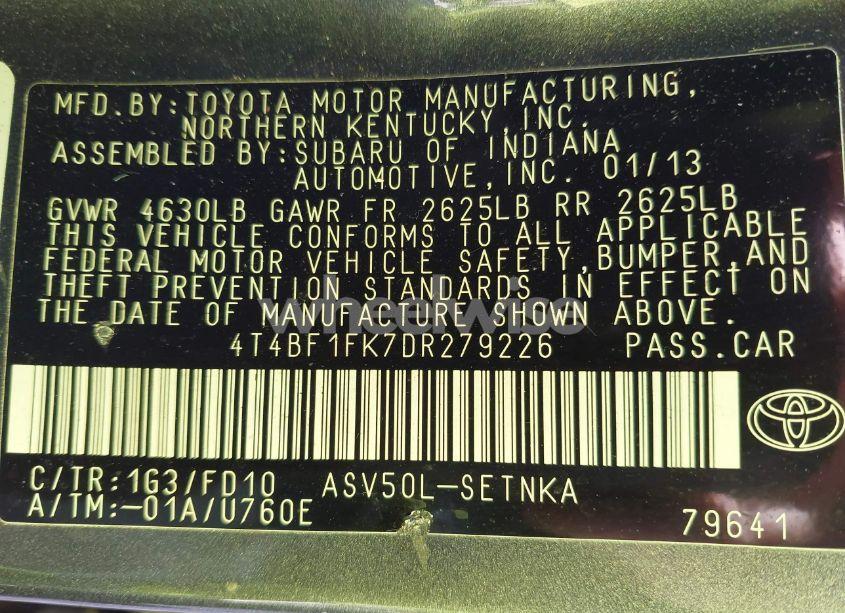 MFD.BY:TOYOTA MOTOR MANUFACTURING,
NORTHERN KENTUCKY,INC.
ASSEMBLED BY:SUBARU OF INDIANA
AUTOMOTIVE,INC. 01/13
GVWR 4630LB GAWR FR 2625LB RR 2625LB
THIS VEHICLE CONFORMS TO ALL APPLICABLE
FEDERAL MOTOR VEHICLE SAFETY,BUMPER,AND
THEFT PREVENTION STANDARDS IN EFFECT ON
THE DATE OF MANUFACTURE SHOWN ABOVE.
wheelwise
4T4BF1FK7DR279226 PASS.CAR
C/TR:1G3/FD10 ASV50L-SETNKA
A/TM:-01A/U760E
79641